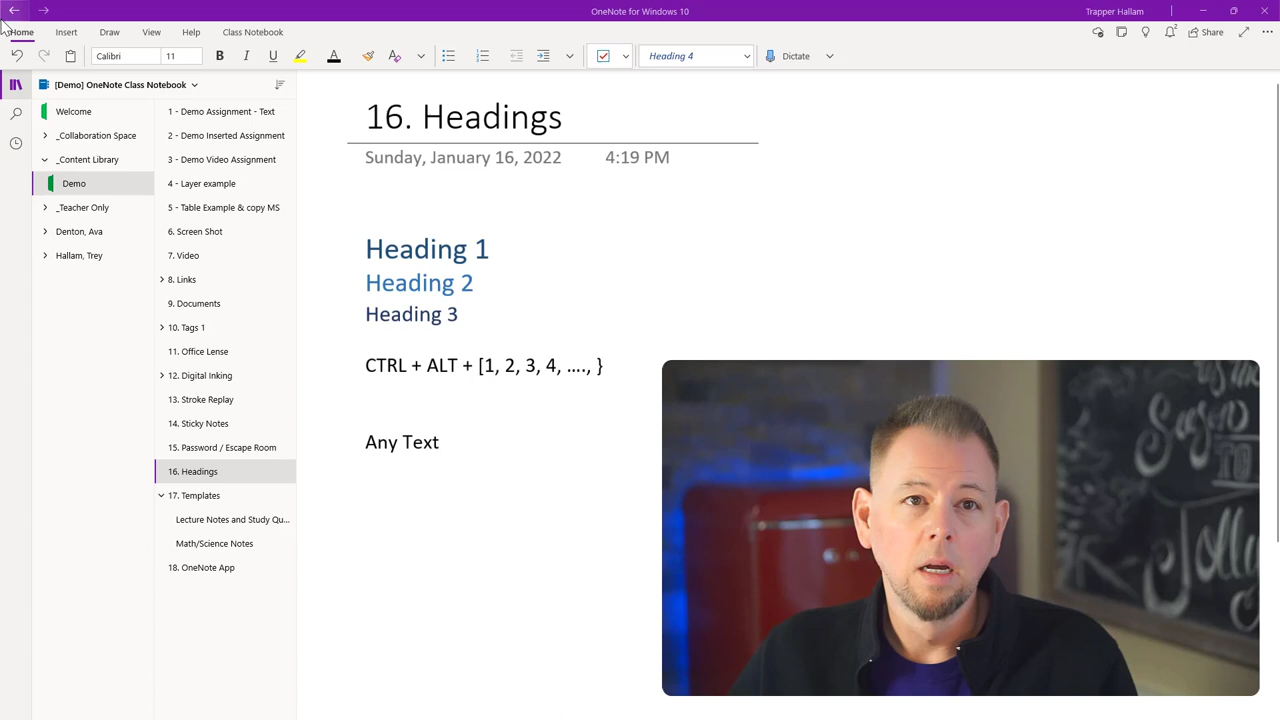 OneNote for Windows 10
Trapper Hallam
Home Insert Draw View Help Class Notebook
2
Share
Calibri 11 B I U A Heading 4 Dictate
[Demo] OneNote Class Notebook
Welcome
_Collaboration Space
_Content Library
Demo
_Teacher Only
Denton, Ava
Hallam, Trey
1 - Demo Assignment - Text
2 - Demo Inserted Assignment
3 - Demo Video Assignment
4 - Layer example
5 - Table Example & copy MS
6. Screen Shot
7. Video
8. Links
9. Documents
10. Tags 1
11. Office Lense
12. Digital Inking
13. Stroke Replay
14. Sticky Notes
15. Password / Escape Room
16. Headings
17. Templates
Lecture Notes and Study Qu...
Math/Science Notes
18. OneNote App
16. Headings
Sunday, January 16, 2022 4:19 PM
Heading 1
Heading 2
Heading 3
CTRL + ALT + [1, 2, 3, 4, ...., }
Any Text
Season
TO
Jolly